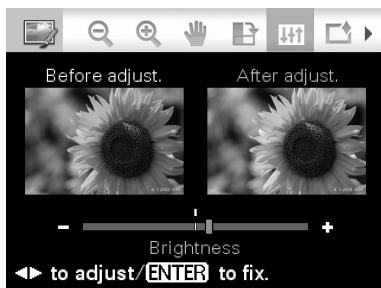 Before adjust. After adjust.
- +
Brightness
◄► to adjust/ENTER to fix.